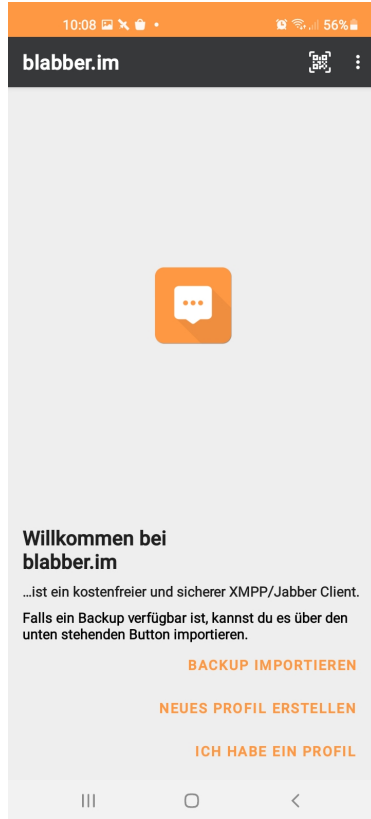 10:08
56%
blabber.im
Willkommen bei
blabber.im
...ist ein kostenfreier und sicherer XMPP/Jabber Client.
Falls ein Backup verfügbar ist, kannst du es über den
unten stehenden Button importieren.
BACKUP IMPORTIEREN
NEUES PROFIL ERSTELLEN
ICH HABE EIN PROFIL